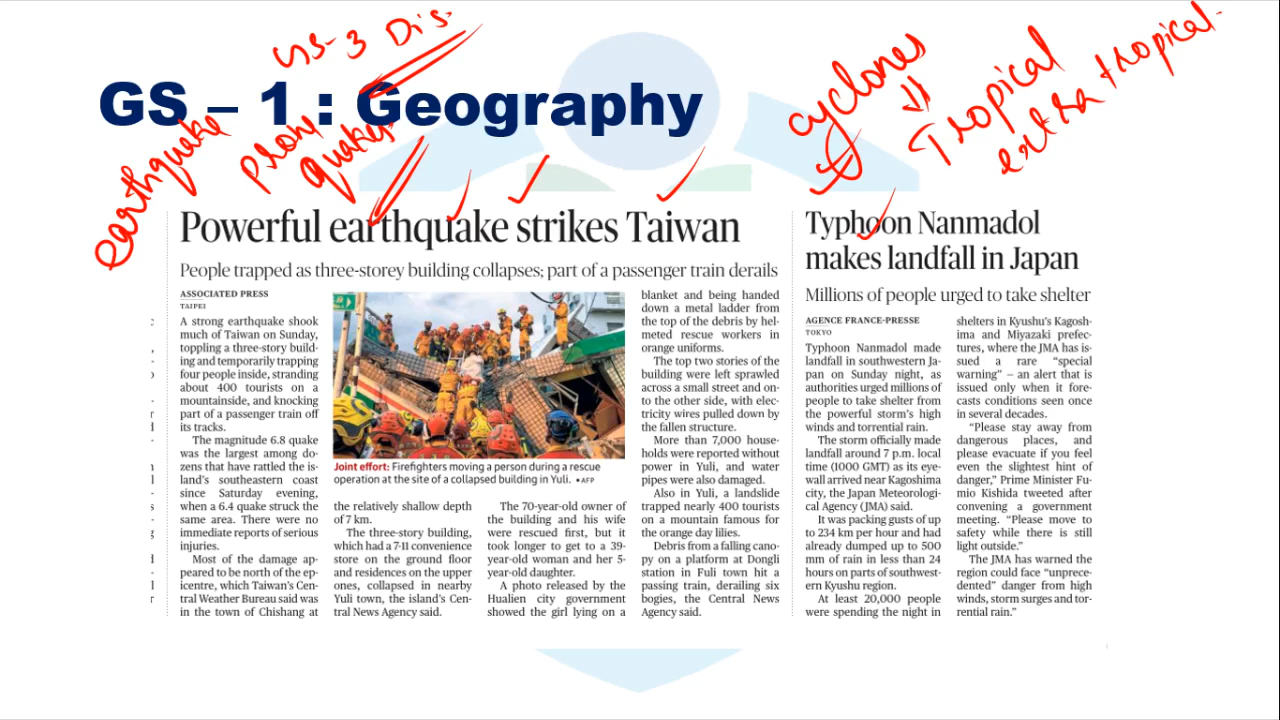 GS-3 Dis.
GS – 1 : Geography
earthquake
prone
quakes
cyclones
Tropical
extra tropical
Powerful earthquake strikes Taiwan
People trapped as three-storey building collapses; part of a passenger train derails
ASSOCIATED PRESS
TAIPEI
A strong earthquake shook
much of Taiwan on Sunday,
toppling a three-story build-
ing and temporarily trapping
four people inside, stranding
about 400 tourists on a
mountainside, and knocking
part of a passenger train off
its tracks.
The magnitude 6.8 quake
was the largest among do-
zens that have rattled the is-
land's southeastern coast
since Saturday evening,
when a 6.4 quake struck the
same area. There were no
immediate reports of serious
injuries.
Most of the damage ap-
peared to be north of the ep-
icentre, which Taiwan's Cen-
tral Weather Bureau said was
in the town of Chishang at
Joint effort: Firefighters moving a person during a rescue
operation at the site of a collapsed building in Yuli. • AFP
the relatively shallow depth
of 7 km.
The three-story building,
which had a 7-11 convenience
store on the ground floor
and residences on the upper
ones, collapsed in nearby
Yuli town, the island's Cen-
tral News Agency said.
The 70-year-old owner of
the building and his wife
were rescued first, but it
took longer to get to a 39-
year-old woman and her 5-
year-old daughter.
A photo released by the
Hualien city government
showed the girl lying on a
blanket and being handed
down a metal ladder from
the top of the debris by hel-
meted rescue workers in
orange uniforms.
The top two stories of the
building were left sprawled
across a small street and on-
to the other side, with elec-
tricity wires pulled down by
the fallen structure.
More than 7,000 house-
holds were reported without
power in Yuli, and water
pipes were also damaged.
Also in Yuli, a landslide
trapped nearly 400 tourists
on a mountain famous for
the orange day lilies.
Debris from a falling cano-
py on a platform at Dongli
station in Fuli town hit a
passing train, derailing six
bogies, the Central News
Agency said.
Typhoon Nanmadol
makes landfall in Japan
Millions of people urged to take shelter
AGENCE FRANCE-PRESSE
TOKYO
Typhoon Nanmadol made
landfall in southwestern Ja-
pan on Sunday night, as
authorities urged millions of
people to take shelter from
the powerful storm's high
winds and torrential rain.
The storm officially made
landfall around 7 p.m. local
time (1000 GMT) as its eye-
wall arrived near Kagoshima
city, the Japan Meteorologi-
cal Agency (JMA) said.
It was packing gusts of up
to 234 km per hour and had
already dumped up to 500
mm of rain in less than 24
hours on parts of southwest-
ern Kyushu region.
At least 20,000 people
were spending the night in
shelters in Kyushu's Kagosh-
ima and Miyazaki prefec-
tures, where the JMA has is-
sued a rare “special
warning” – an alert that is
issued only when it fore-
casts conditions seen once
in several decades.
“Please stay away from
dangerous places, and
please evacuate if you feel
even the slightest hint of
danger,” Prime Minister Fu-
mio Kishida tweeted after
convening a government
meeting. “Please move to
safety while there is still
light outside.”
The JMA has warned the
region could face “unprece-
dented” danger from high
winds, storm surges and tor-
rential rain.”